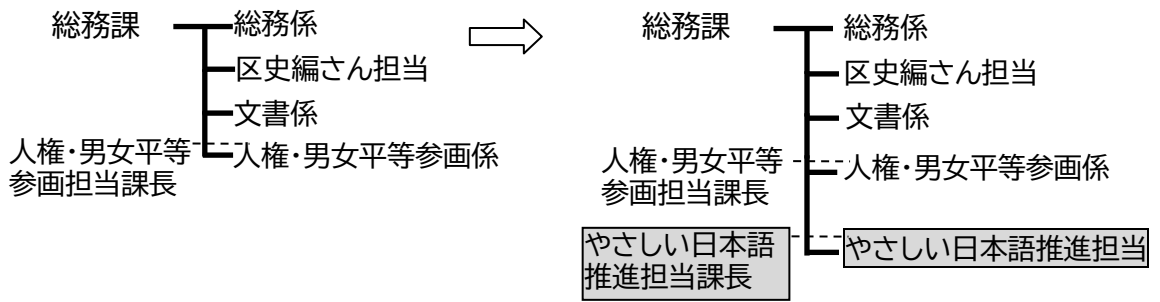 総務課
総務係
区史編さん担当
文書係
人権・男女平等
参画担当課長
人権・男女平等参画係
総務課
総務係
区史編さん担当
文書係
人権・男女平等
参画担当課長
人権・男女平等参画係
やさしい日本語
推進担当課長
やさしい日本語推進担当